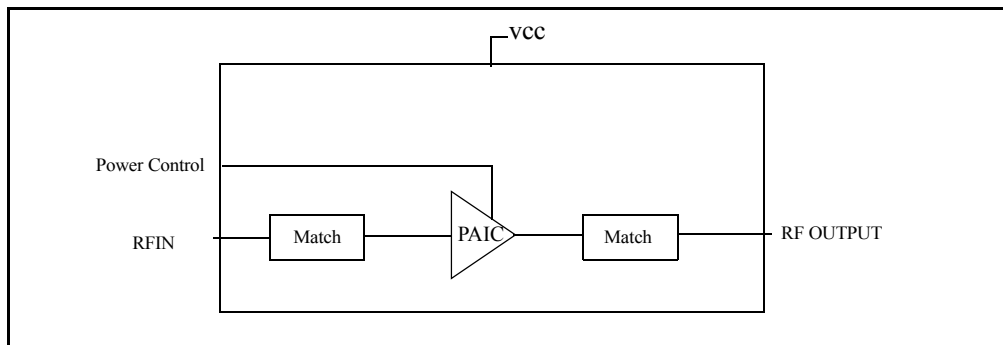 vcc
Power Control
RFIN
Match
PAIC
Match
RF OUTPUT